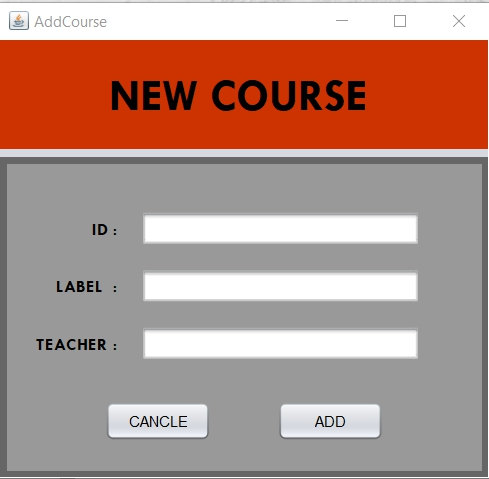 AddCourse
NEW COURSE
ID :
LABEL :
TEACHER :
CANCLE ADD